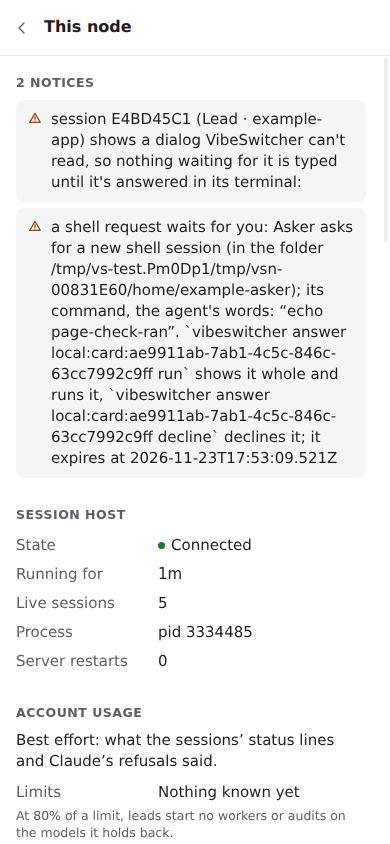 This node
2 NOTICES
session E4BD45C1 (Lead · example-
app) shows a dialog VibeSwitcher can't
read, so nothing waiting for it is typed
until it's answered in its terminal:
a shell request waits for you: Asker asks
for a new shell session (in the folder
/tmp/vs-test.Pm0Dp1/tmp/vsn-
00831E60/home/example-asker); its
command, the agent's words: “echo
page-check-ran”. `vibeswitcher answer
local:card:ae9911ab-7ab1-4c5c-846c-
63cc7992c9ff run` shows it whole and
runs it, `vibeswitcher answer
local:card:ae9911ab-7ab1-4c5c-846c-
63cc7992c9ff decline` declines it; it
expires at 2026-11-23T17:53:09.521Z
SESSION HOST
State Connected
Running for 1m
Live sessions 5
Process pid 3334485
Server restarts 0
ACCOUNT USAGE
Best effort: what the sessions’ status lines
and Claude’s refusals said.
Limits Nothing known yet
At 80% of a limit, leads start no workers or audits on
the models it holds back.